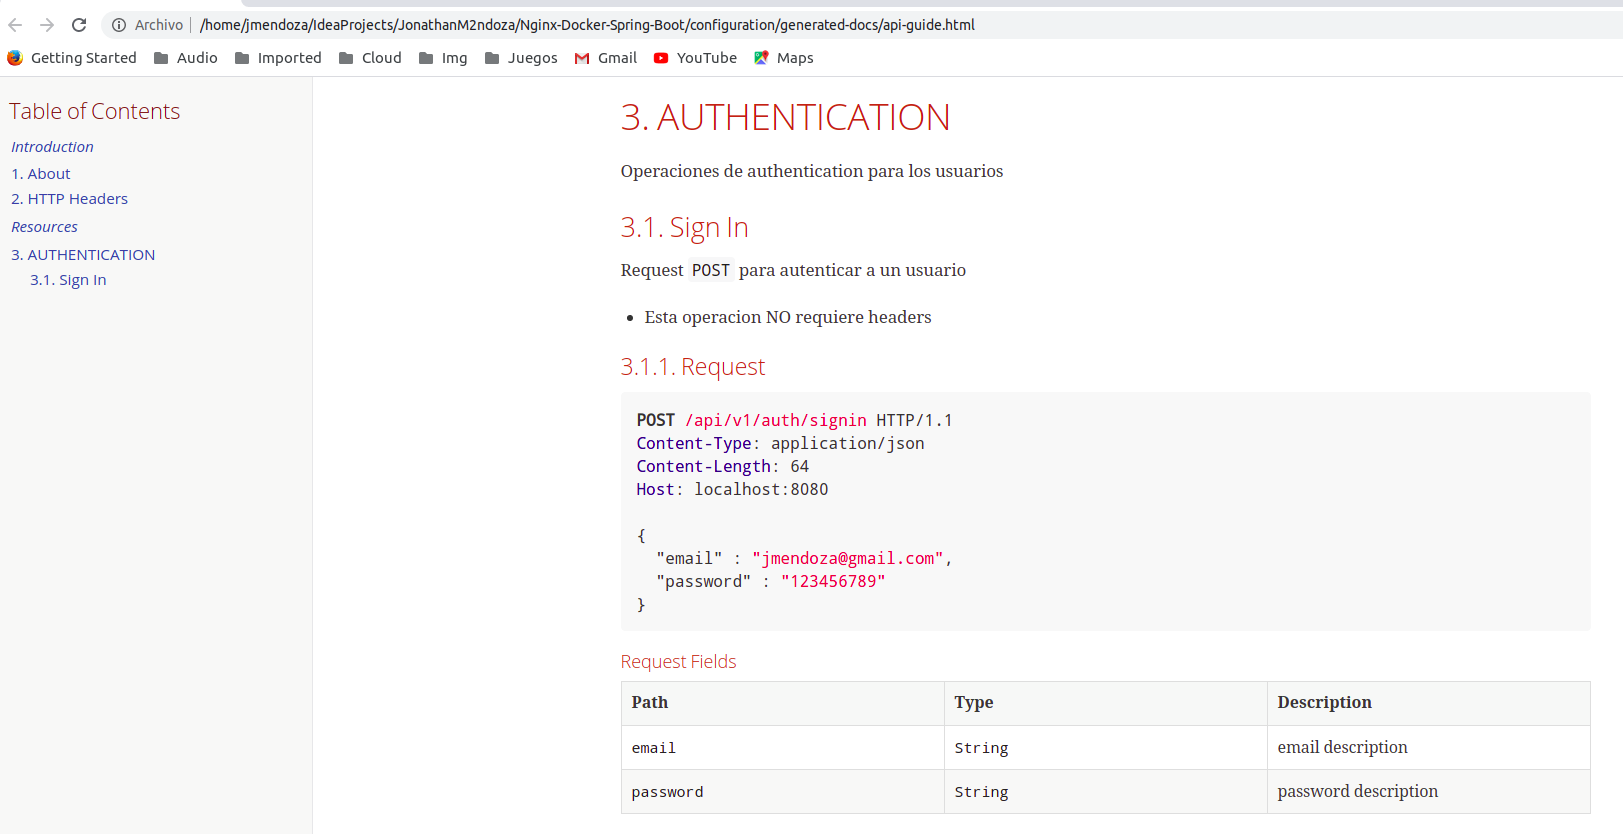 Archivo | /home/jmendoza/IdeaProjects/JonathanM2ndoza/Nginx-Docker-Spring-Boot/configuration/generated-docs/api-guide.html
Getting Started Audio Imported Cloud Img Juegos Gmail YouTube Maps
Table of Contents
Introduction
1. About
2. HTTP Headers
Resources
3. AUTHENTICATION
3.1. Sign In
3. AUTHENTICATION
Operaciones de authentication para los usuarios
3.1. Sign In
Request POST para autenticar a un usuario
• Esta operacion NO requiere headers
3.1.1. Request
POST /api/v1/auth/signin HTTP/1.1
Content-Type: application/json
Content-Length: 64
Host: localhost:8080
{
"email" : "jmendoza@gmail.com",
"password" : "123456789"
}
Request Fields
Path Type Description
email String email description
password String password description